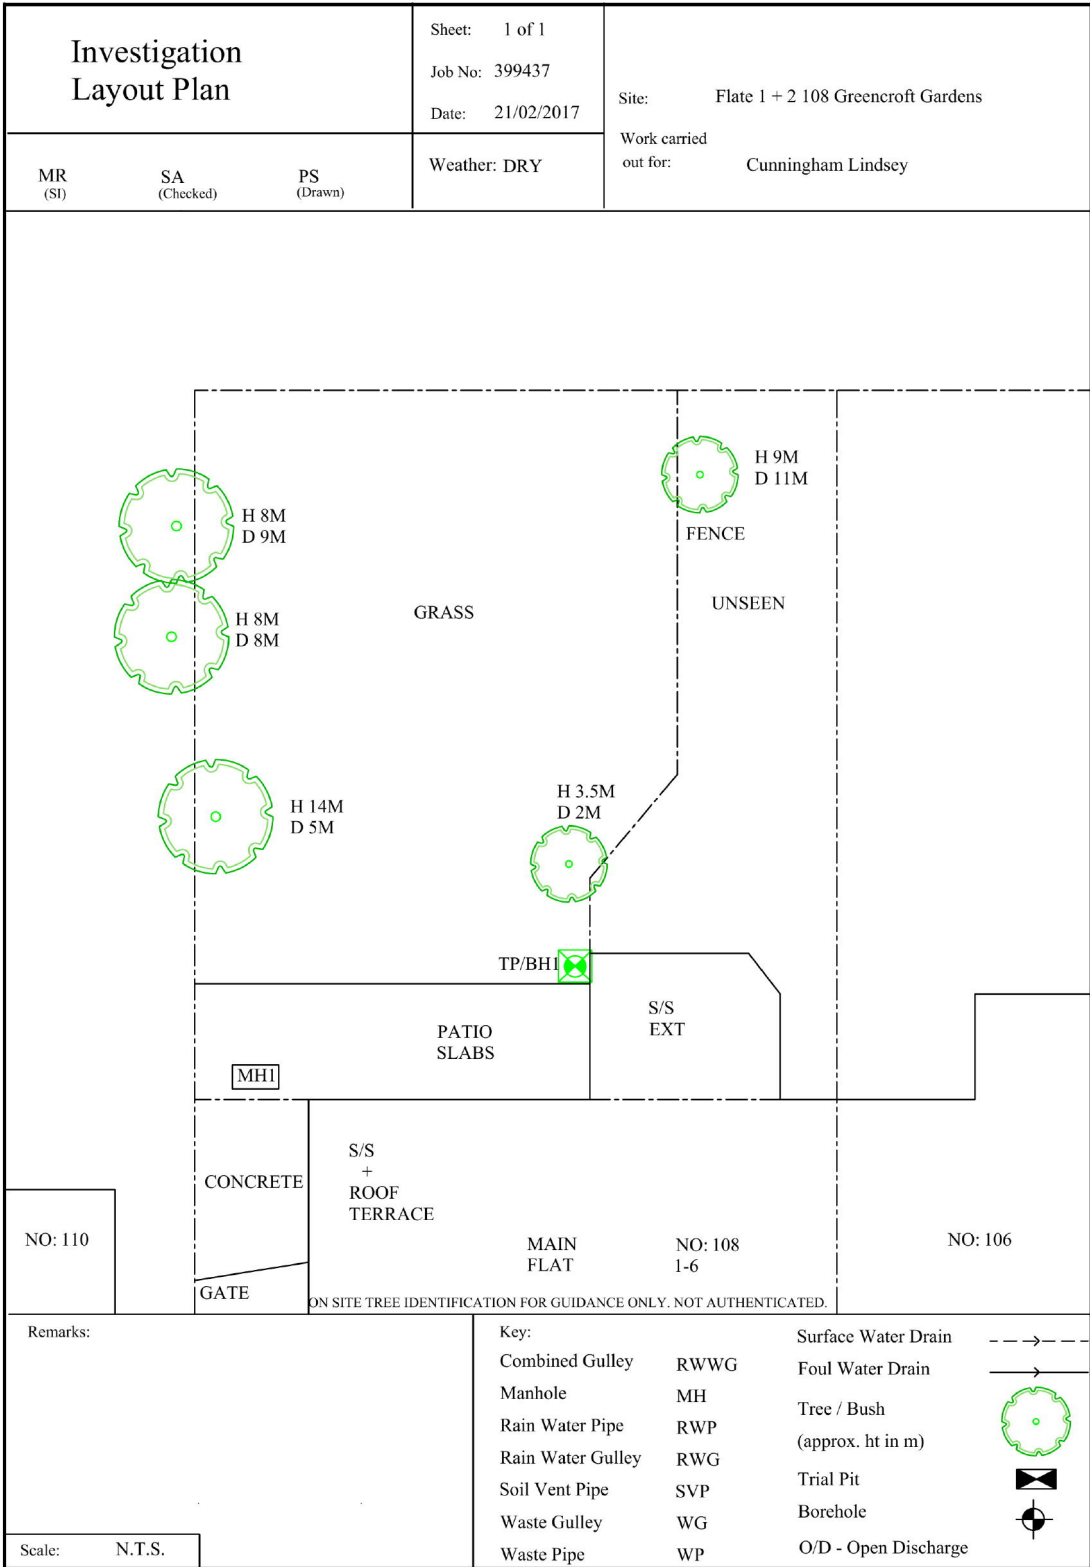 Investigation
Layout Plan
Sheet: 1 of 1
Job No: 399437
Date: 21/02/2017
Weather: DRY
Site: Flate 1 + 2 108 Greencroft Gardens
Work carried
out for: Cunningham Lindsey
MR SA PS
(SI) (Checked) (Drawn)
H 9M
D 11M
H 8M
D 9M
FENCE
UNSEEN
GRASS
H 8M
D 8M
H 3.5M
D 2M
H 14M
D 5M
TP/BH1
S/S
EXT
PATIO
SLABS
MH1
S/S
+
ROOF
TERRACE
CONCRETE
NO: 110
MAIN
FLAT
NO: 108
1-6
NO: 106
GATE
ON SITE TREE IDENTIFICATION FOR GUIDANCE ONLY. NOT AUTHENTICATED.
Remarks:
Scale: N.T.S.
Key:
Combined Gulley RWWG
Manhole MH
Rain Water Pipe RWP
Rain Water Gulley RWG
Soil Vent Pipe SVP
Waste Gulley WG
Waste Pipe WP
Surface Water Drain
Foul Water Drain
Tree / Bush
(approx. ht in m)
Trial Pit
Borehole
O/D - Open Discharge